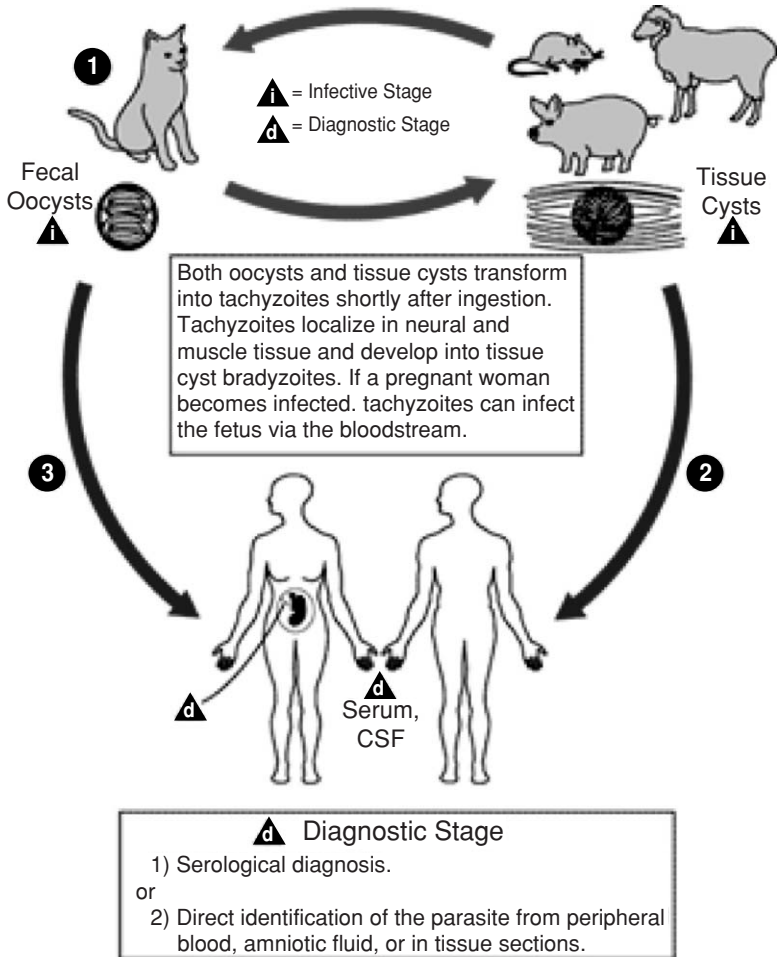 1
i = Infective Stage
d = Diagnostic Stage
Fecal
Oocysts
i
Tissue
Cysts
i
Both oocysts and tissue cysts transform
into tachyzoites shortly after ingestion.
Tachyzoites localize in neural and
muscle tissue and develop into tissue
cyst bradyzoites. If a pregnant woman
becomes infected. tachyzoites can infect
the fetus via the bloodstream.
3
2
d
d
Serum,
CSF
d Diagnostic Stage
1) Serological diagnosis.
or
2) Direct identification of the parasite from peripheral
blood, amniotic fluid, or in tissue sections.